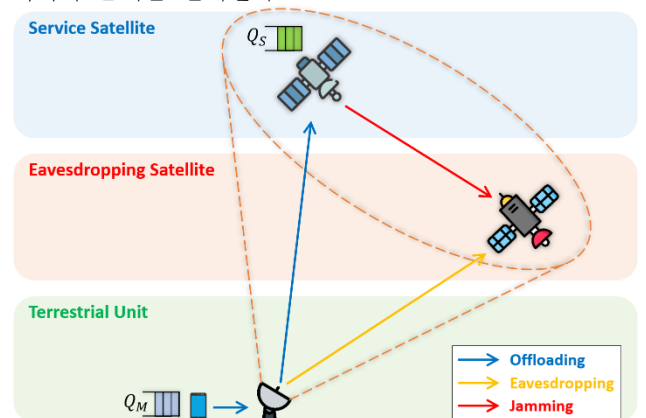 Service Satellite
Q_S
Eavesdropping Satellite
Terrestrial Unit
Q_M
Offloading
Eavesdropping
Jamming